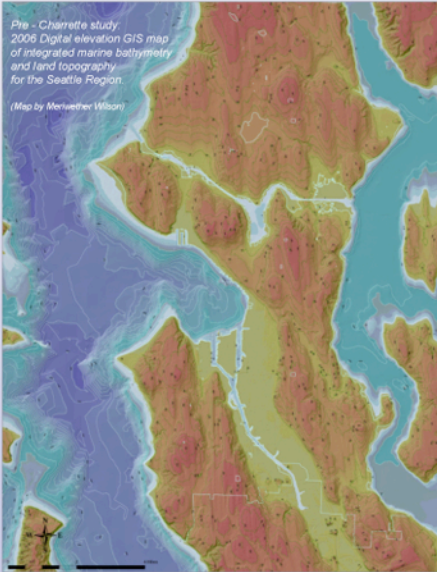 Pre - Charrette study:
2006 Digital elevation GIS map
of integrated marine bathymetry
and land topography
for the Seattle Region.
(Map by Meriwether Wilson)
N
W E
S